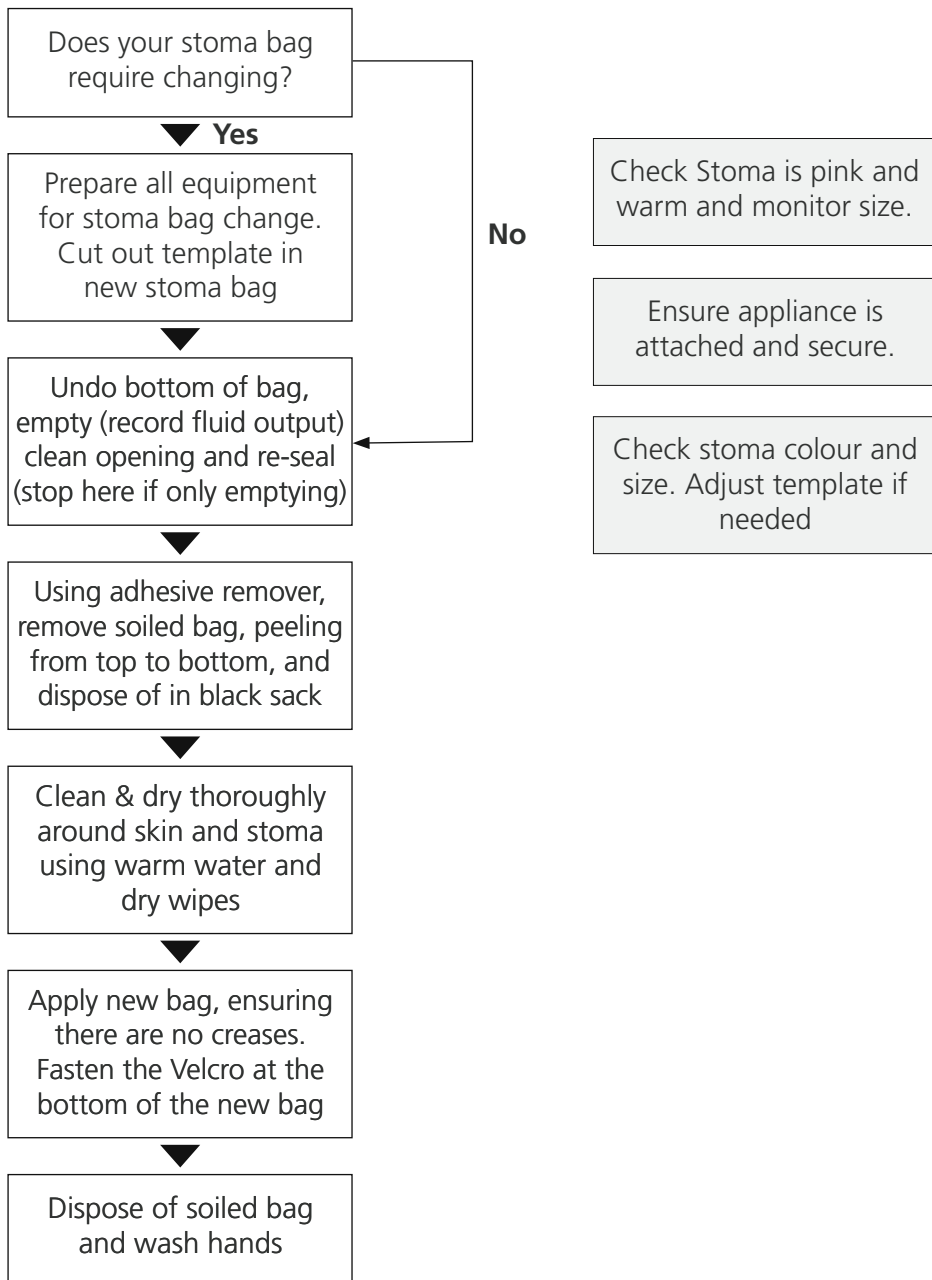 Does your stoma bag
require changing?
Yes
Prepare all equipment
for stoma bag change.
Cut out template in
new stoma bag
No
Undo bottom of bag,
empty (record fluid output)
clean opening and re-seal
(stop here if only emptying)
Using adhesive remover,
remove soiled bag, peeling
from top to bottom, and
dispose of in black sack
Clean & dry thoroughly
around skin and stoma
using warm water and
dry wipes
Apply new bag, ensuring
there are no creases.
Fasten the Velcro at the
bottom of the new bag
Dispose of soiled bag
and wash hands
Check Stoma is pink and
warm and monitor size.
Ensure appliance is
attached and secure.
Check stoma colour and
size. Adjust template if
needed